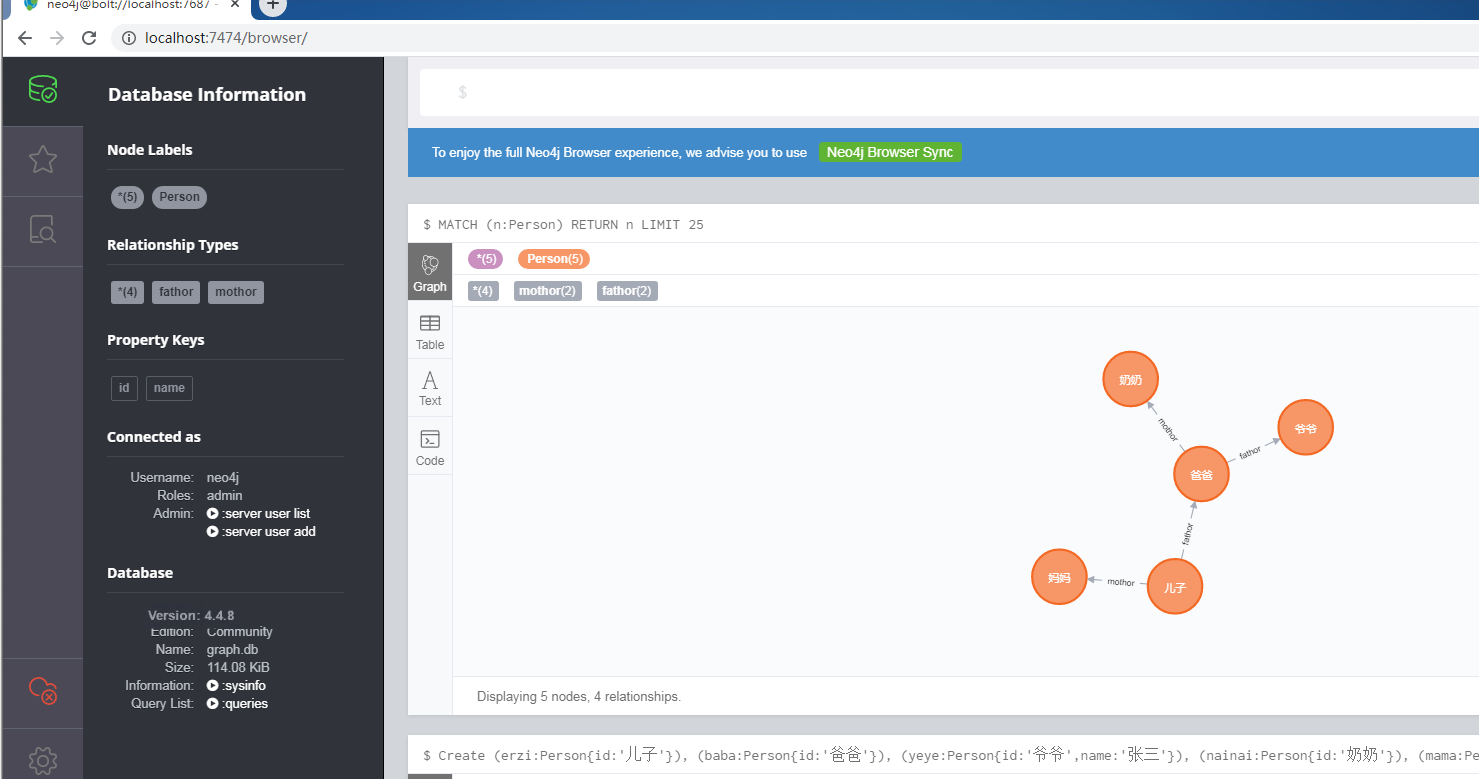 neo4j@bolt://localhost:7687 -
localhost:7474/browser/
Database Information
Node Labels
*(5) Person
Relationship Types
*(4) fathor mothor
Property Keys
id name
Connected as
Username: neo4j
Roles: admin
Admin: :server user list
:server user add
Database
Version: 4.4.8
Edition: Community
Name: graph.db
Size: 114.08 KiB
Information: :sysinfo
Query List: :queries
$
To enjoy the full Neo4j Browser experience, we advise you to use Neo4j Browser Sync
$ MATCH (n:Person) RETURN n LIMIT 25
Graph
Table
Text
Code
*(5) Person(5)
*(4) mothor(2) fathor(2)
奶奶
爷爷
mothor
fathor
爸爸
fathor
妈妈
mothor
儿子
Displaying 5 nodes, 4 relationships.
$ Create (erzi:Person{id:'儿子'}), (baba:Person{id:'爸爸'}), (yeye:Person{id:'爷爷',name:'张三'}), (nainai:Person{id:'奶奶'}), (mama:Pe